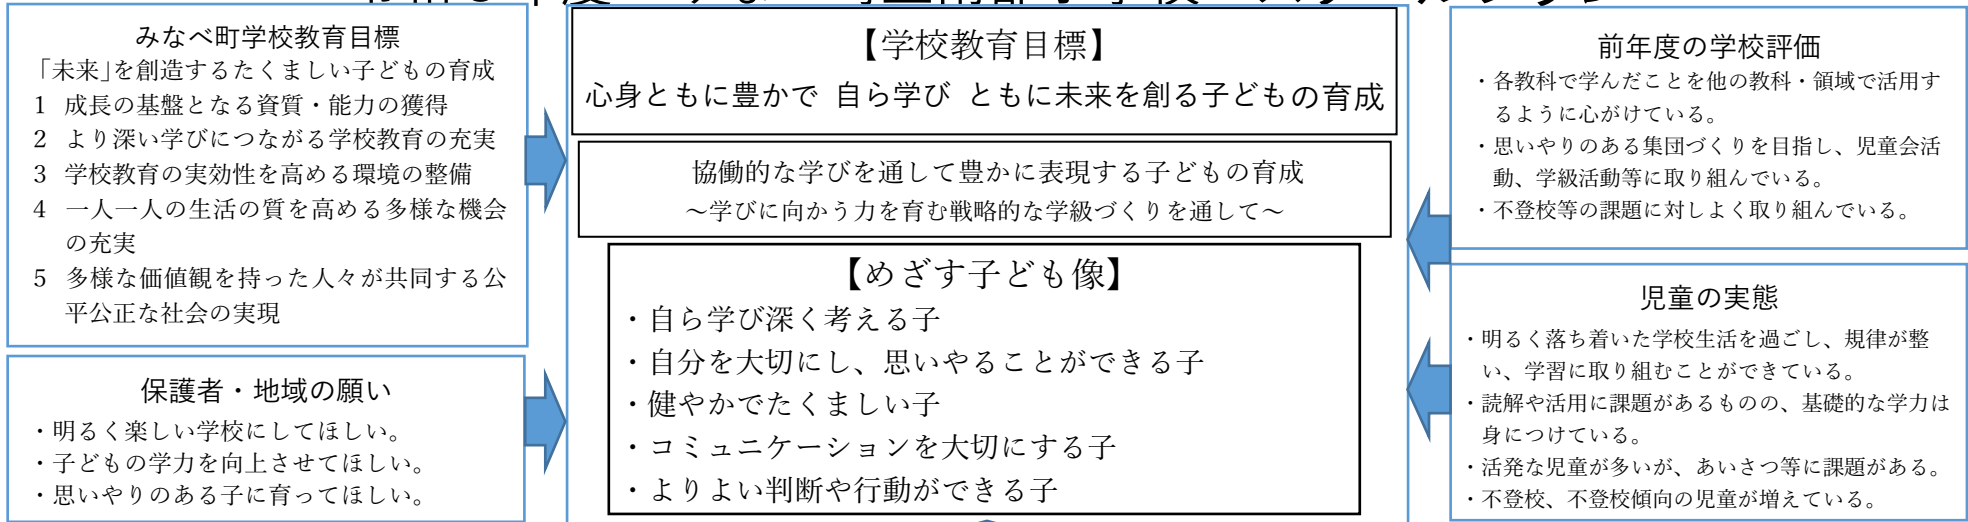 みなべ町学校教育目標
「未来」を創造するたくましい子どもの育成
1 成長の基盤となる資質・能力の獲得
2 より深い学びにつながる学校教育の充実
3 学校教育の実効性を高める環境の整備
4 一人一人の生活の質を高める多様な機会
の充実
5 多様な価値観を持った人々が共同する公
平公正な社会の実現
保護者・地域の願い
・明るく楽しい学校にしてほしい。
・子どもの学力を向上させてほしい。
・思いやりのある子に育ってほしい。
【学校教育目標】
心身ともに豊かで 自ら学び ともに未来を創る子どもの育成
協働的な学びを通して豊かに表現する子どもの育成
～学びに向かう力を育む戦略的な学級づくりを通して～
【めざす子ども像】
・自ら学び深く考える子
・自分を大切にし、思いやることができる子
・健やかでたくましい子
・コミュニケーションを大切にする子
・よりよい判断や行動ができる子
前年度の学校評価
・各教科で学んだことを他の教科・領域で活用す
るように心がけている。
・思いやりのある集団づくりを目指し、児童会活
動、学級活動等に取り組んでいる。
・不登校等の課題に対しよく取り組んでいる。
児童の実態
・明るく落ち着いた学校生活を過ごし、規律が整
い、学習に取り組むことができている。
・読解や活用に課題があるものの、基礎的な学力は
身につけている。
・活発な児童が多いが、あいさつ等に課題がある。
・不登校、不登校傾向の児童が増えている。